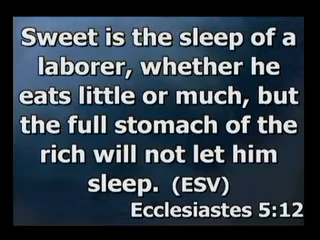 Sweet is the sleep of a
laborer, whether he
eats little or much, but
the full stomach of the
rich will not let him
sleep. (ESV)
Ecclesiastes 5:12